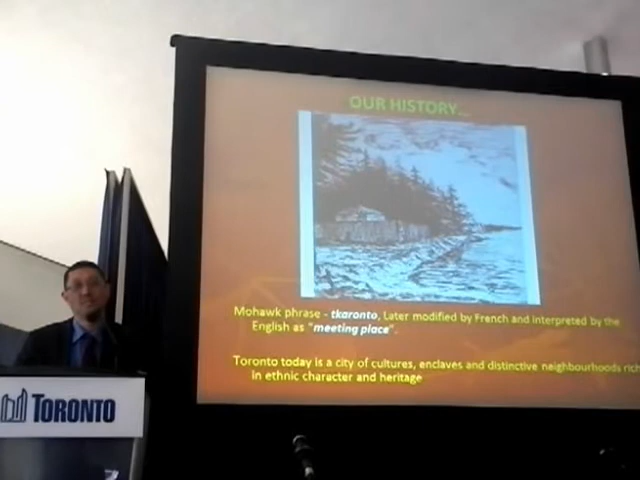 OUR HISTORY...
Mohawk phrase - tkaronto, Later modified by French and interpreted by the
English as "meeting place".
Toronto today is a city of cultures, enclaves and distinctive neighbourhoods rich
in ethnic character and heritage
TORONTO